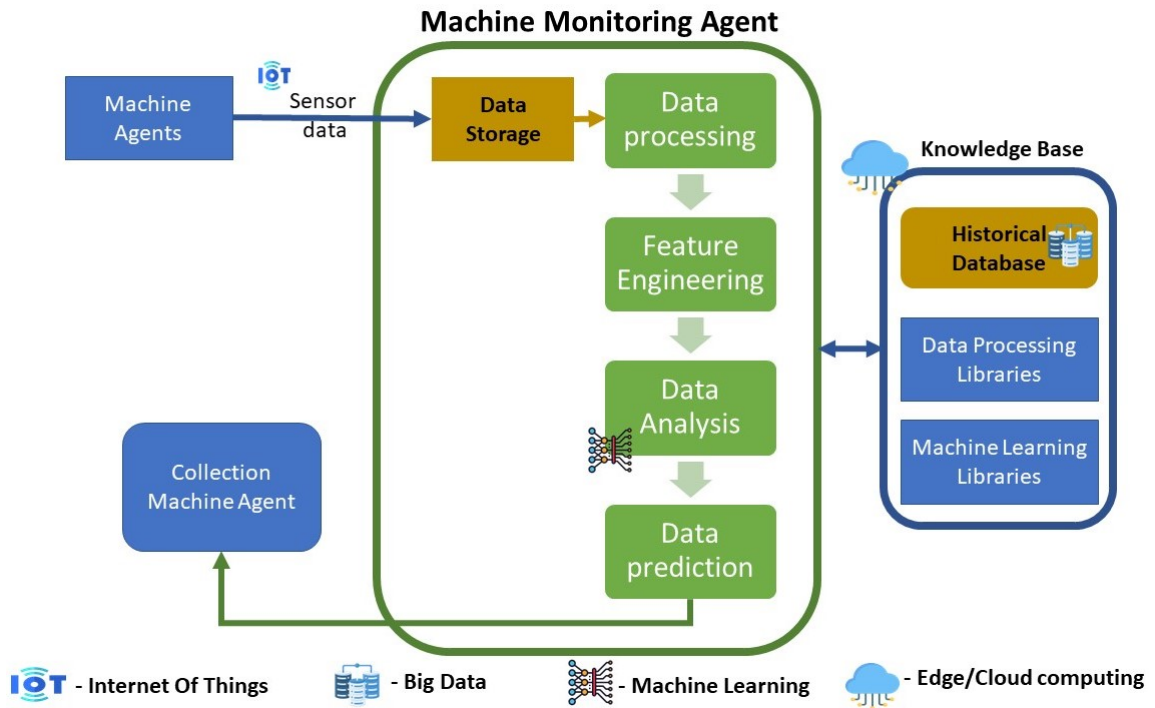 Machine Monitoring Agent
IOT
Machine
Agents
Sensor
data
Data
Storage
Data
processing
Knowledge Base
Historical
Database
Feature
Engineering
Data Processing
Libraries
Data
Analysis
Machine Learning
Libraries
Collection
Machine Agent
Data
prediction
IOT - Internet Of Things
- Big Data
- Machine Learning
- Edge/Cloud computing